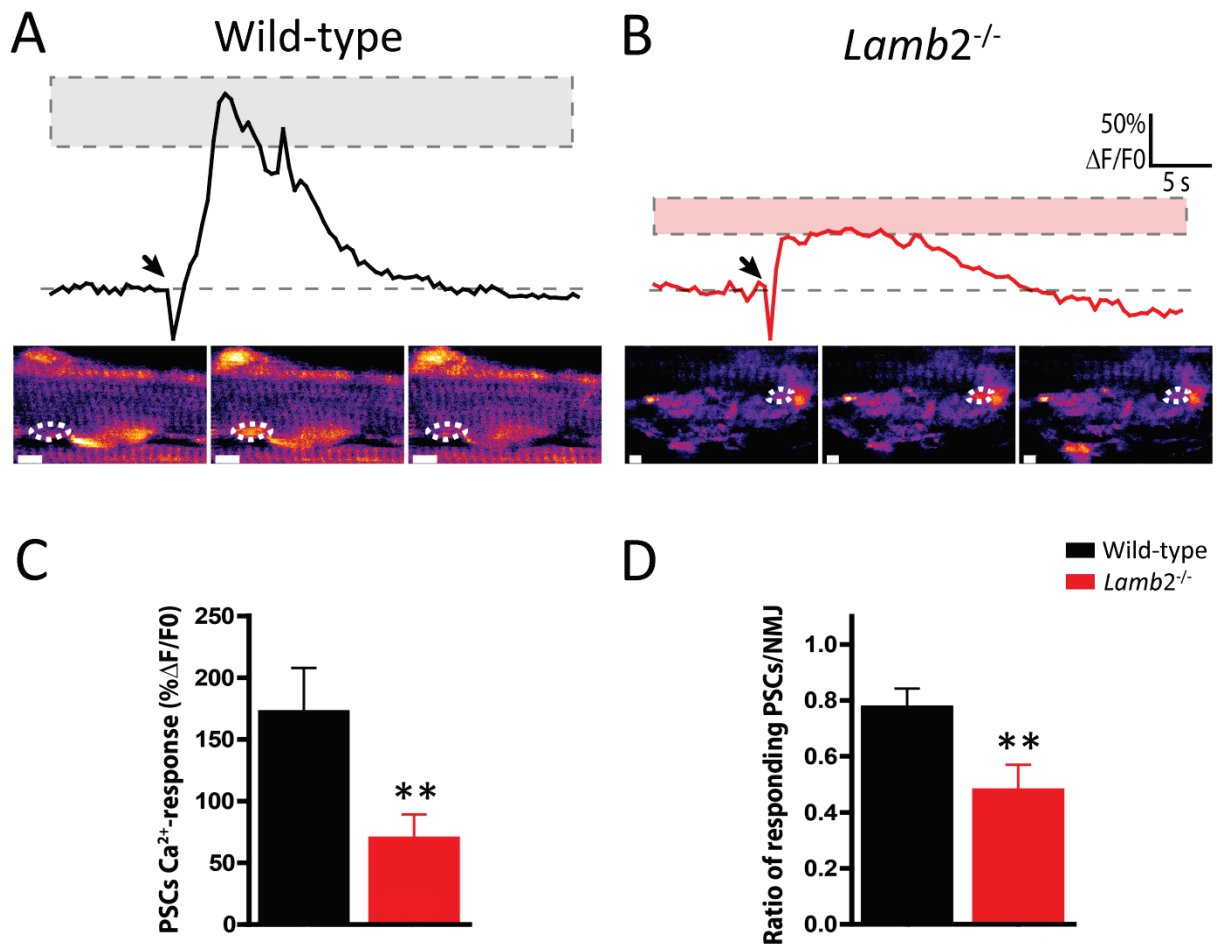 A
Wild-type
B
Lamb2-/-
50%
ΔF/F0
5 s
C
PSCs Ca²⁺-response (%ΔF/F0)
250
200
150
100
50
0
**
D
Wild-type
Lamb2-/-
Ratio of responding PSCs/NMJ
1.0
0.8
0.6
0.4
0.2
0.0
**